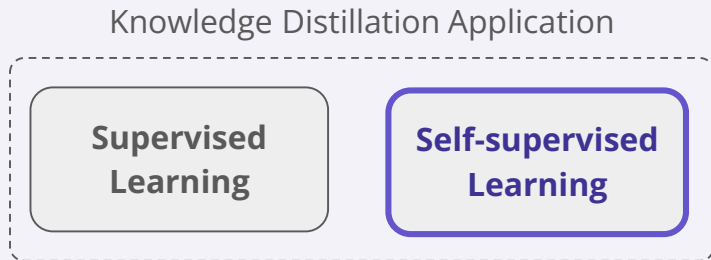 Knowledge Distillation Application
Supervised
Learning
Self-supervised
Learning